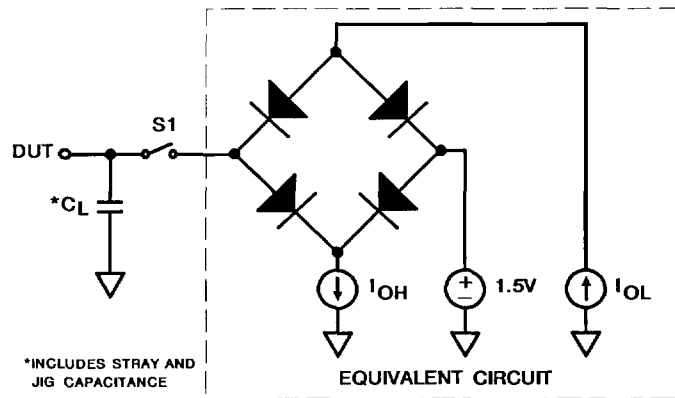 S1
DUT
*CL
IOH
+
−
1.5V
IOL
*INCLUDES STRAY AND
JIG CAPACITANCE
EQUIVALENT CIRCUIT